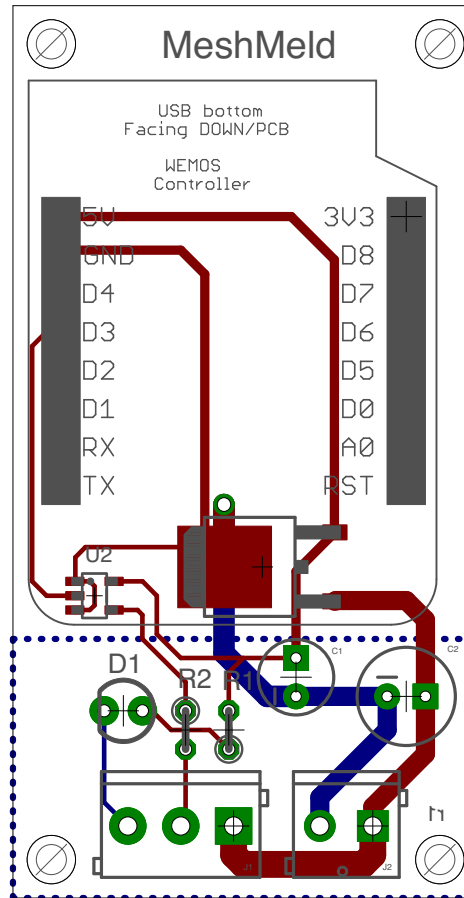 MeshMeld
USB bottom
Facing DOWN/PCB
WEMOS
Controller
5V 3V3
GND D8
D4 D7
D3 D6
D2 D5
D1 D0
RX A0
TX RST
U2
C1
C2
D1
R2
R1
J1
J2